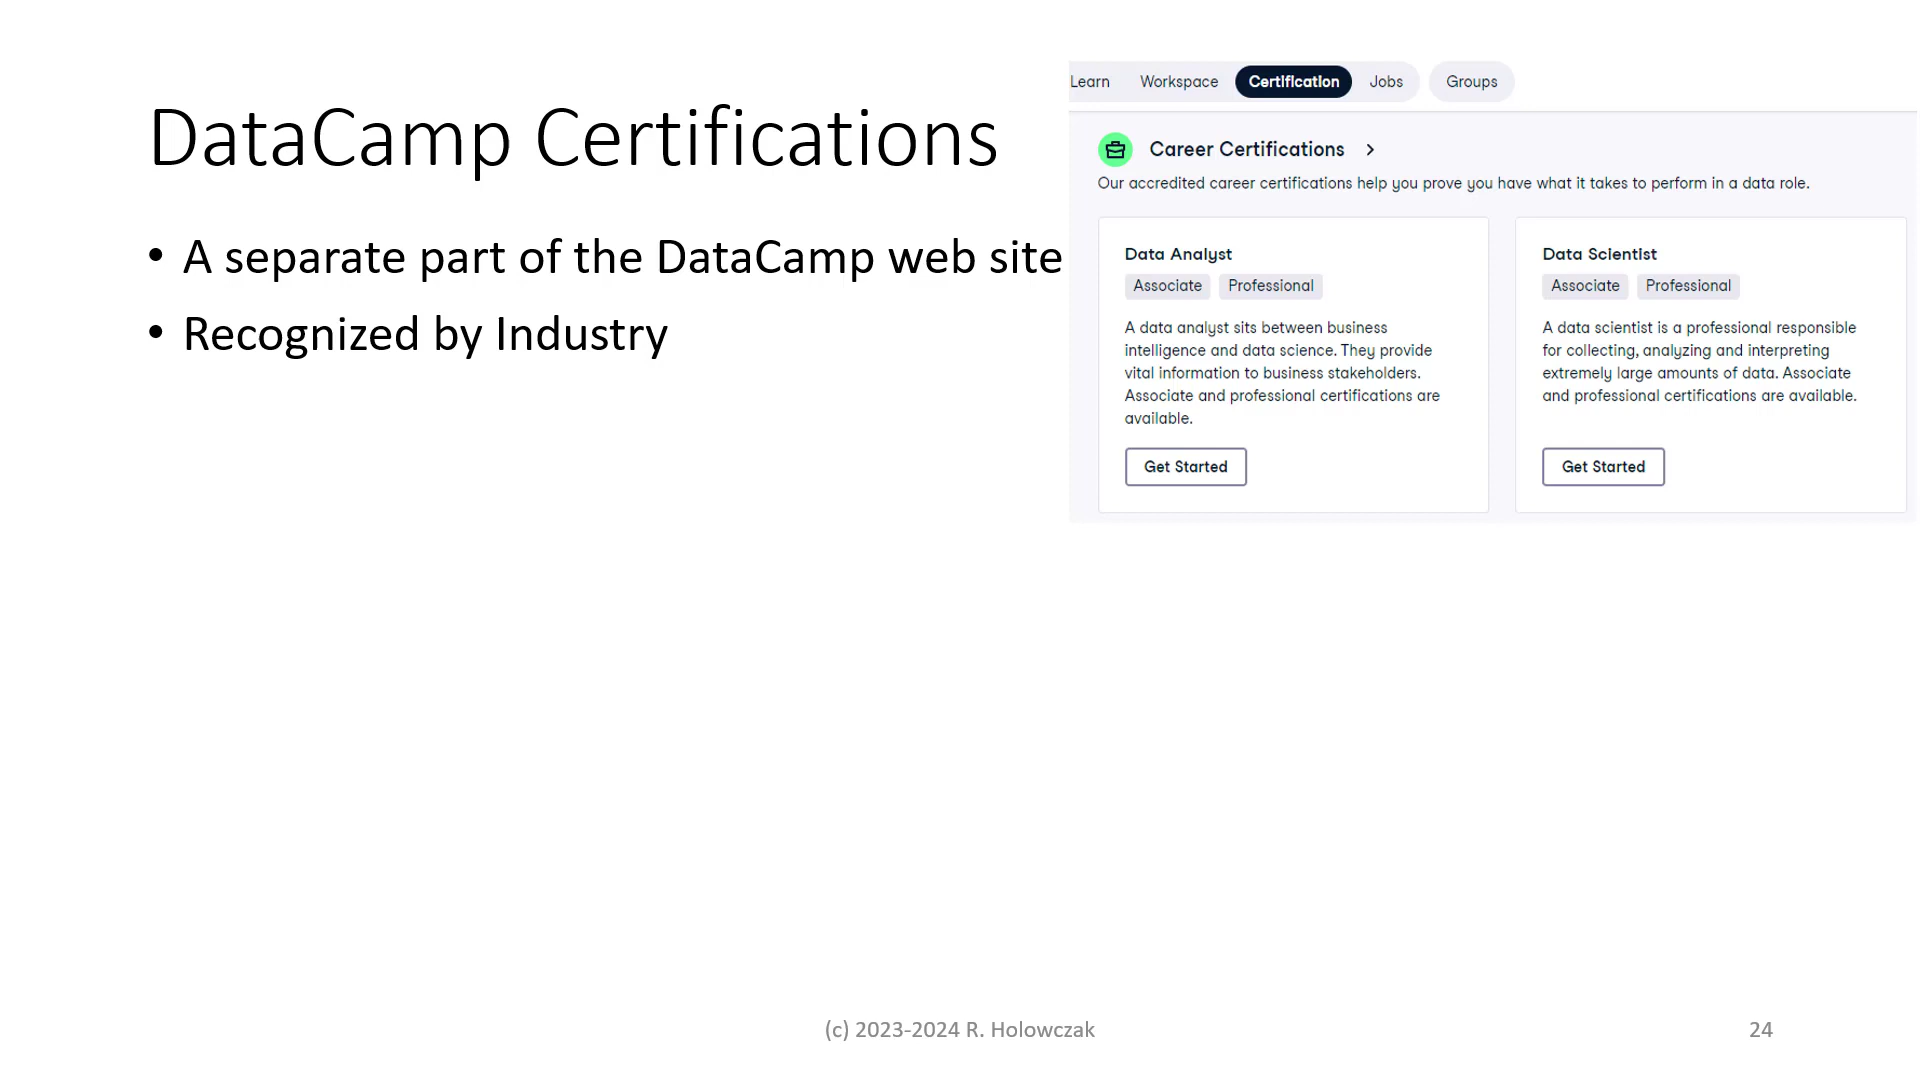 DataCamp Certifications
• A separate part of the DataCamp web site
• Recognized by Industry
Learn Workspace Certification Jobs Groups
Career Certifications >
Our accredited career certifications help you prove you have what it takes to perform in a data role.
Data Analyst
Associate Professional
A data analyst sits between business
intelligence and data science. They provide
vital information to business stakeholders.
Associate and professional certifications are
available.
Get Started
Data Scientist
Associate Professional
A data scientist is a professional responsible
for collecting, analyzing and interpreting
extremely large amounts of data. Associate
and professional certifications are available.
Get Started
(c) 2023-2024 R. Holowczak
24